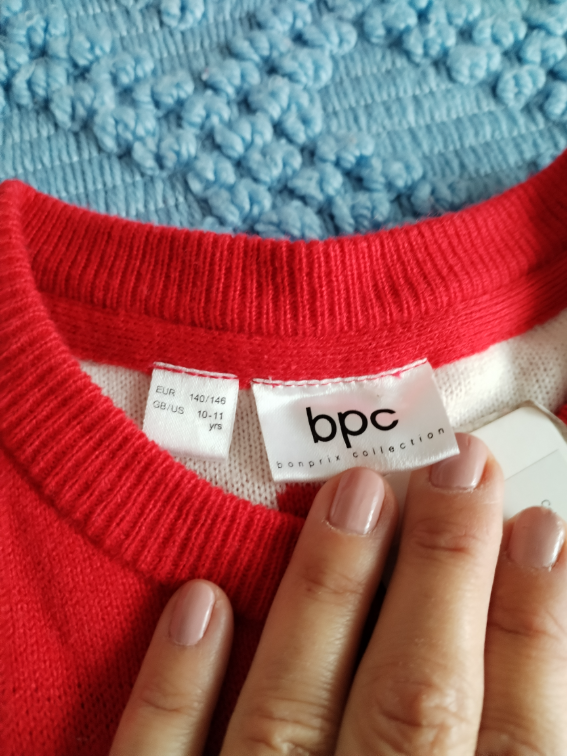 EUR 140/146
GB/US 10-11
yrs
bpc
bonprix collection